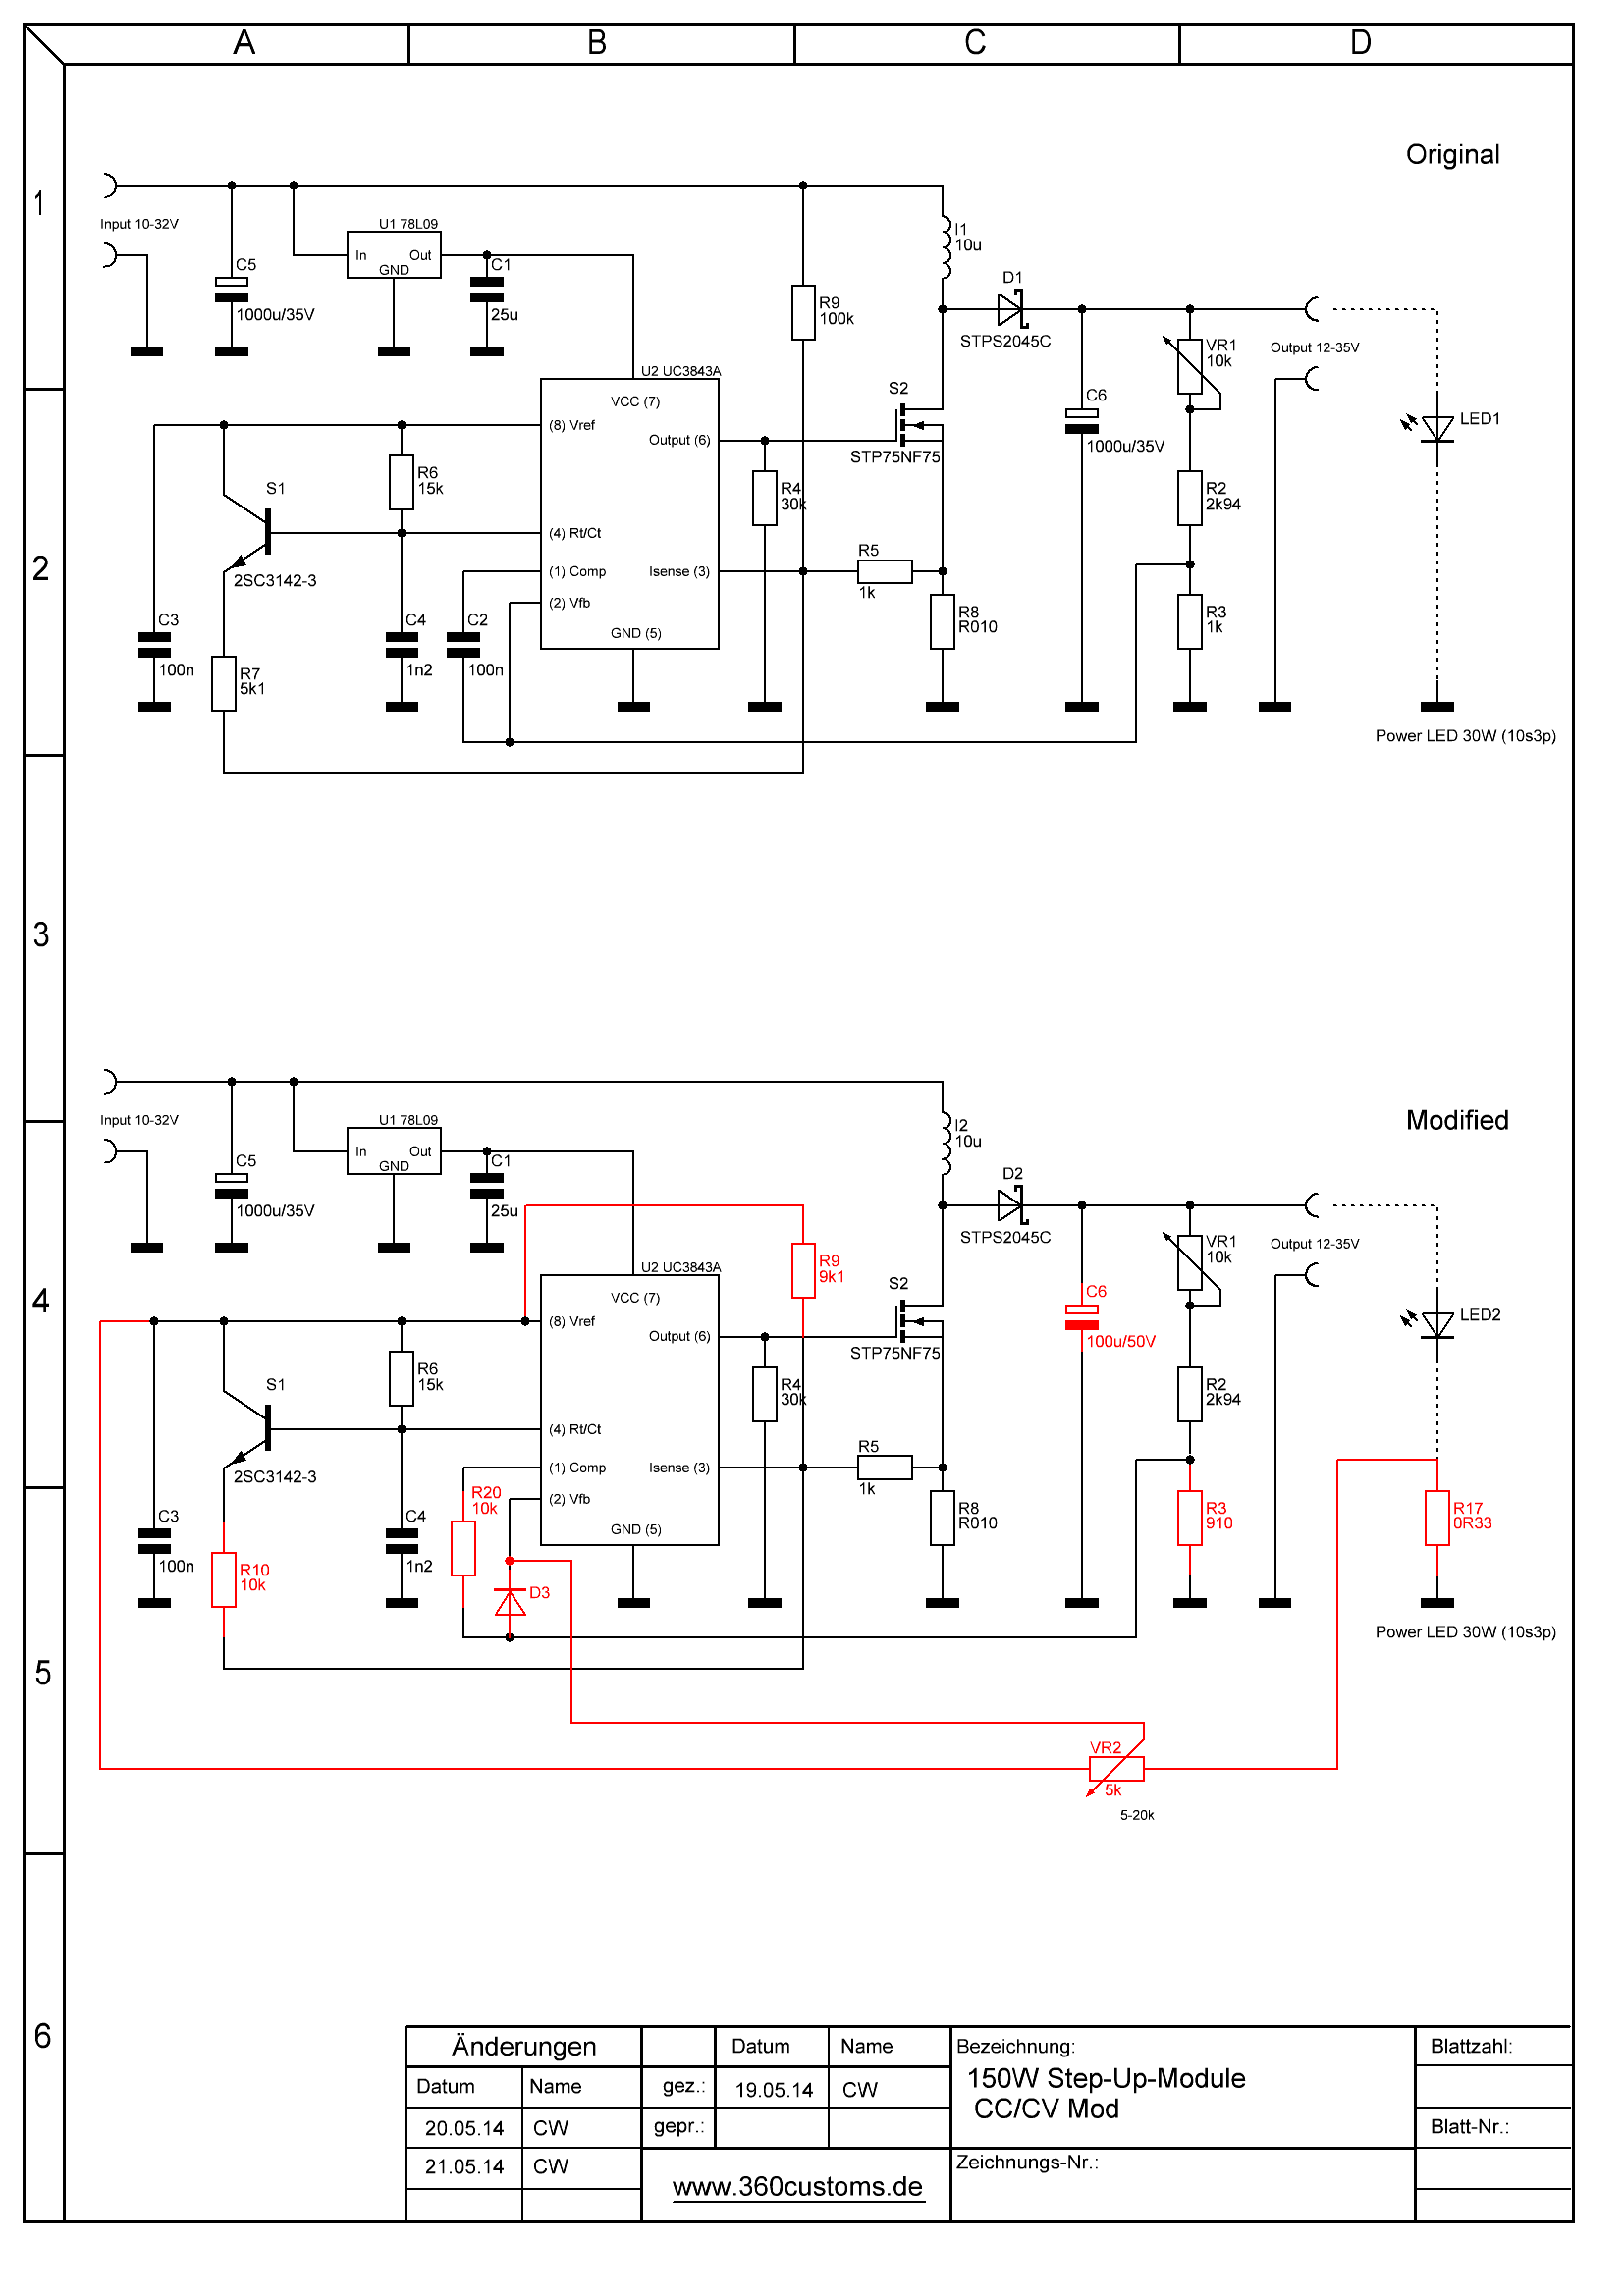 A B C D
1
2
3
4
5
6
Original
Input 10-32V
C5
1000u/35V
U1 78L09
In Out
GND
C1
25u
R9
100k
I1
10u
D1
STPS2045C
VR1
10k
Output 12-35V
LED1
U2 UC3843A
VCC (7)
(8) Vref
Output (6)
(4) Rt/Ct
(1) Comp
Isense (3)
(2) Vfb
GND (5)
S2
STP75NF75
C6
1000u/35V
R6
15k
S1
2SC3142-3
R4
30k
R2
2k94
R5
1k
R8
R010
R3
1k
C3
100n
R7
5k1
C4
1n2
C2
100n
Power LED 30W (10s3p)
Modified
Input 10-32V
C5
1000u/35V
U1 78L09
In Out
GND
C1
25u
R9
9k1
I2
10u
D2
STPS2045C
VR1
10k
Output 12-35V
LED2
U2 UC3843A
VCC (7)
(8) Vref
Output (6)
(4) Rt/Ct
(1) Comp
Isense (3)
(2) Vfb
GND (5)
S2
STP75NF75
C6
100u/50V
R6
15k
S1
2SC3142-3
R4
30k
R2
2k94
R5
1k
R8
R010
R3
910
R17
0R33
R20
10k
C3
100n
R10
10k
C4
1n2
D3
Power LED 30W (10s3p)
VR2
5k
5-20k
Änderungen
Datum Name
20.05.14 CW
21.05.14 CW
Datum Name
gez.: 19.05.14 CW
gepr.:
www.360customs.de
Bezeichnung:
150W Step-Up-Module
CC/CV Mod
Zeichnungs-Nr.:
Blattzahl:
Blatt-Nr.: